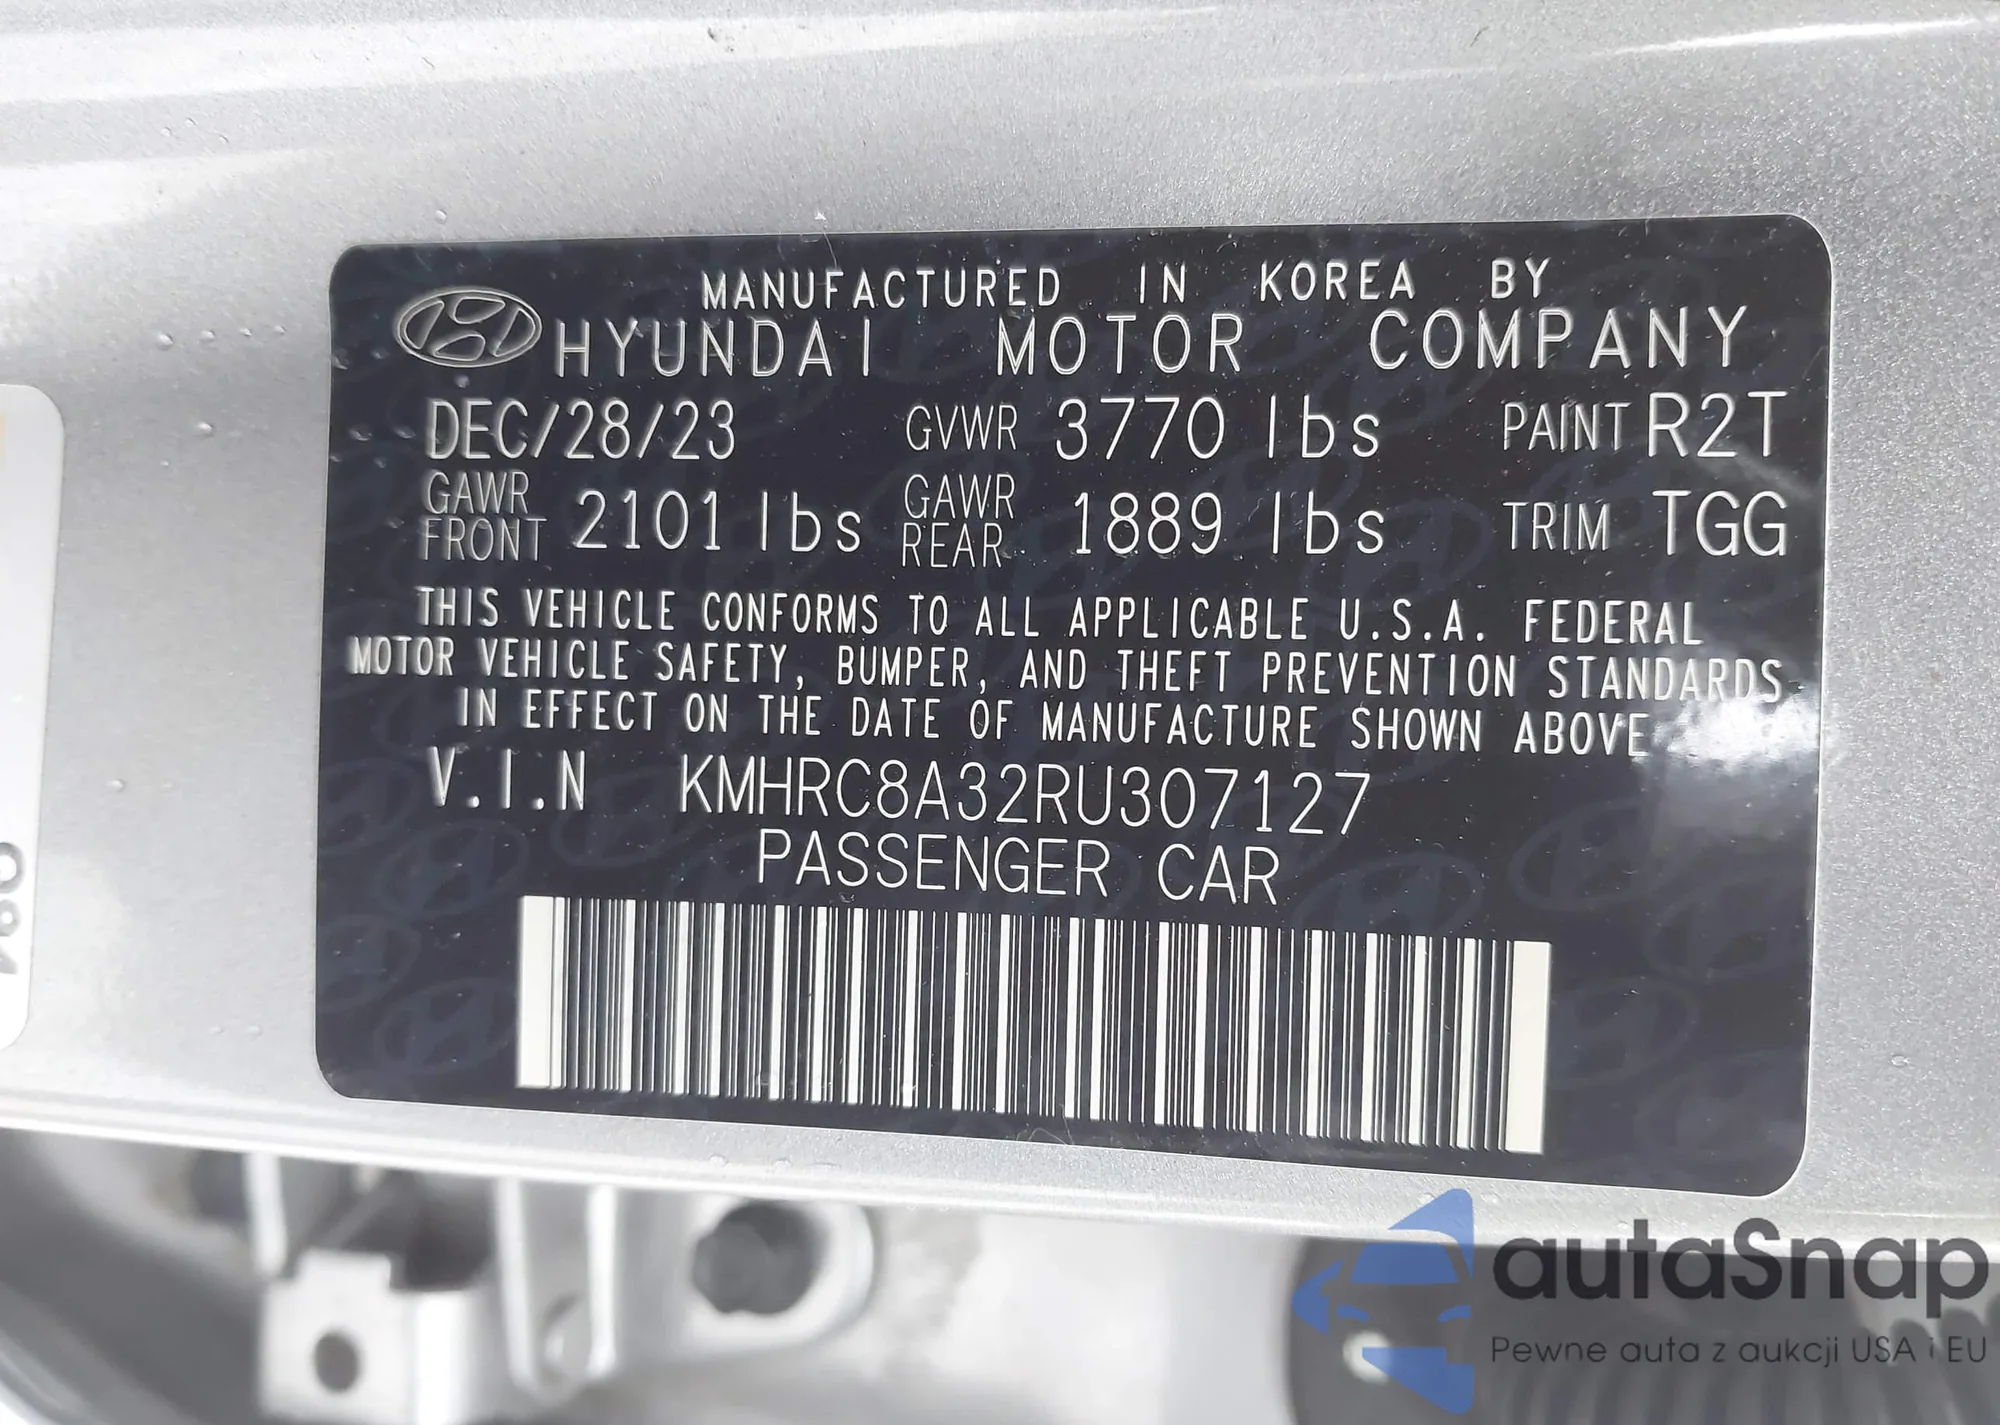 MANUFACTURED IN KOREA BY
HYUNDAI MOTOR COMPANY
DEC/28/23 GVWR 3770 lbs PAINT R2T
GAWR FRONT 2101 lbs GAWR REAR 1889 lbs TRIM TGG
THIS VEHICLE CONFORMS TO ALL APPLICABLE U.S.A. FEDERAL
MOTOR VEHICLE SAFETY, BUMPER, AND THEFT PREVENTION STANDARDS
IN EFFECT ON THE DATE OF MANUFACTURE SHOWN ABOVE
V.I.N KMHRC8A32RU307127
PASSENGER CAR
autaSnap
Pewne auta z aukcji USA i EU